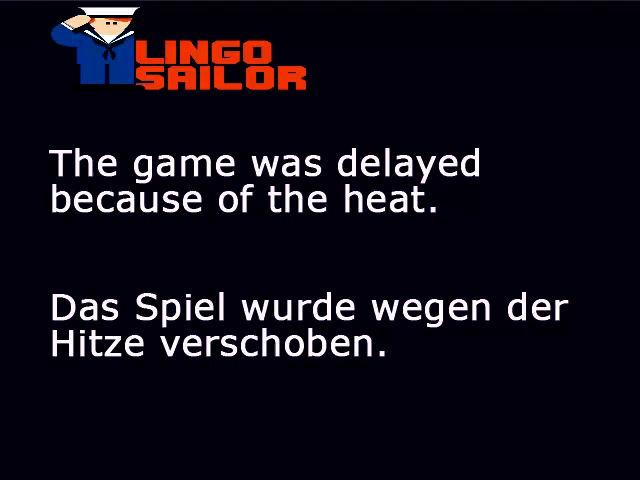 LINGO
SAILOR
The game was delayed
because of the heat.
Das Spiel wurde wegen der
Hitze verschoben.